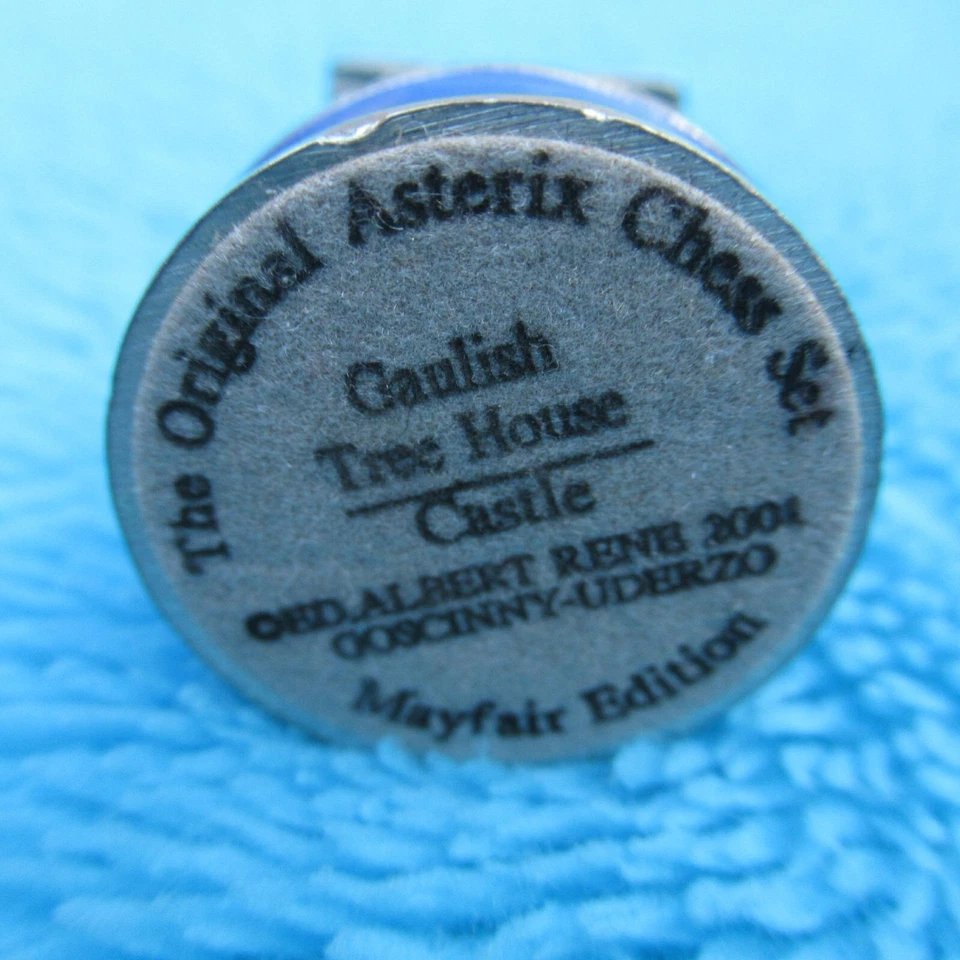 The Original Asterix Chess Set
Gaulish
Tree House
Castle
©ED.ALBERT RENE 2001
GOSCINNY-UDERZO
Mayfair Edition